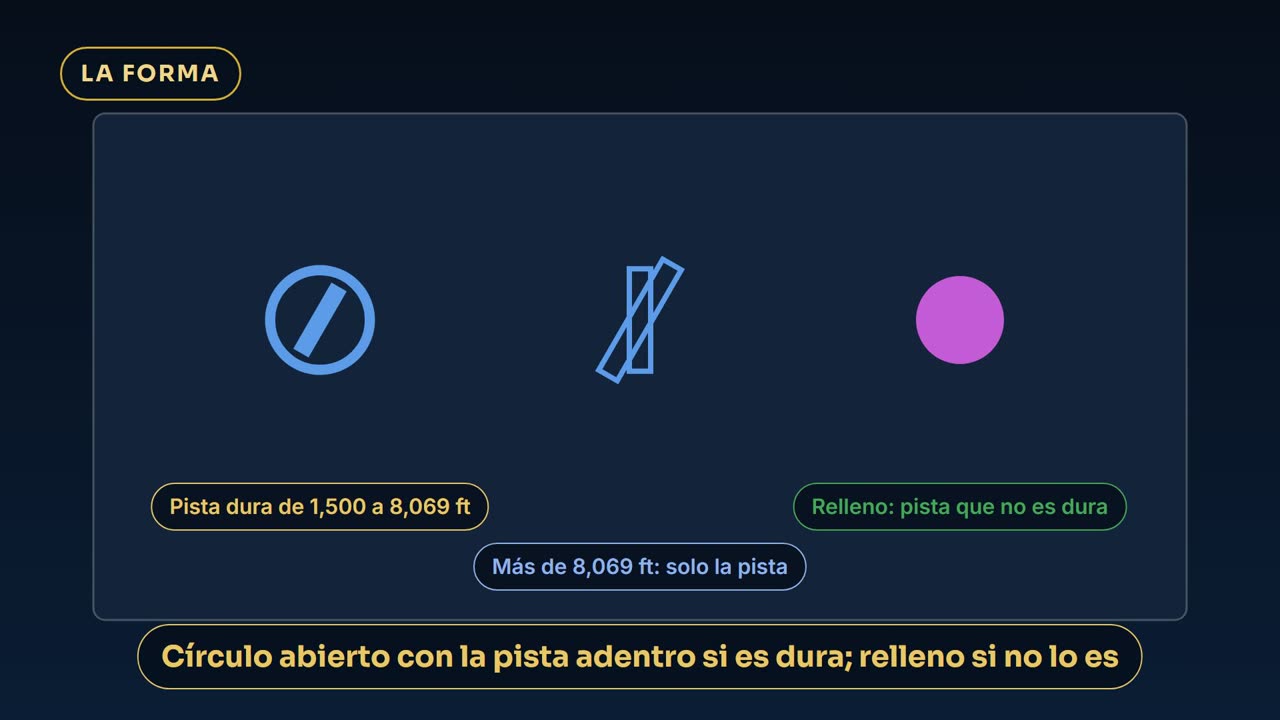 LA FORMA
Pista dura de 1,500 a 8,069 ft
Relleno: pista que no es dura
Más de 8,069 ft: solo la pista
Círculo abierto con la pista adentro si es dura; relleno si no lo es